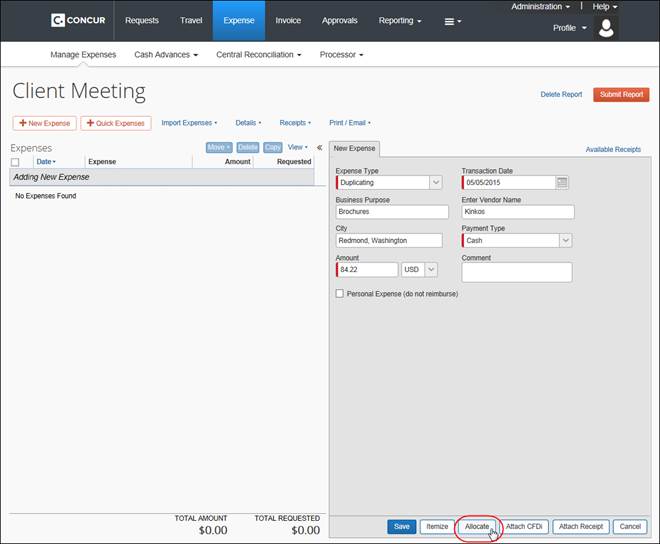 Administration Help
C. CONCUR Requests Travel Expense Invoice Approvals Reporting Profile
Manage Expenses Cash Advances Central Reconciliation Processor
Client Meeting
Delete Report Submit Report
+ New Expense + Quick Expenses Import Expenses Details Receipts Print / Email
Expenses Move Delete Copy View «
Date Expense Amount Requested
Adding New Expense
No Expenses Found
TOTAL AMOUNT TOTAL REQUESTED
$0.00 $0.00
New Expense Available Receipts
Expense Type Transaction Date
Duplicating 05/05/2015
Business Purpose Enter Vendor Name
Brochures Kinkos
City Payment Type
Redmond, Washington Cash
Amount Comment
84.22 USD
Personal Expense (do not reimburse)
Save Itemize Allocate Attach CFDi Attach Receipt Cancel